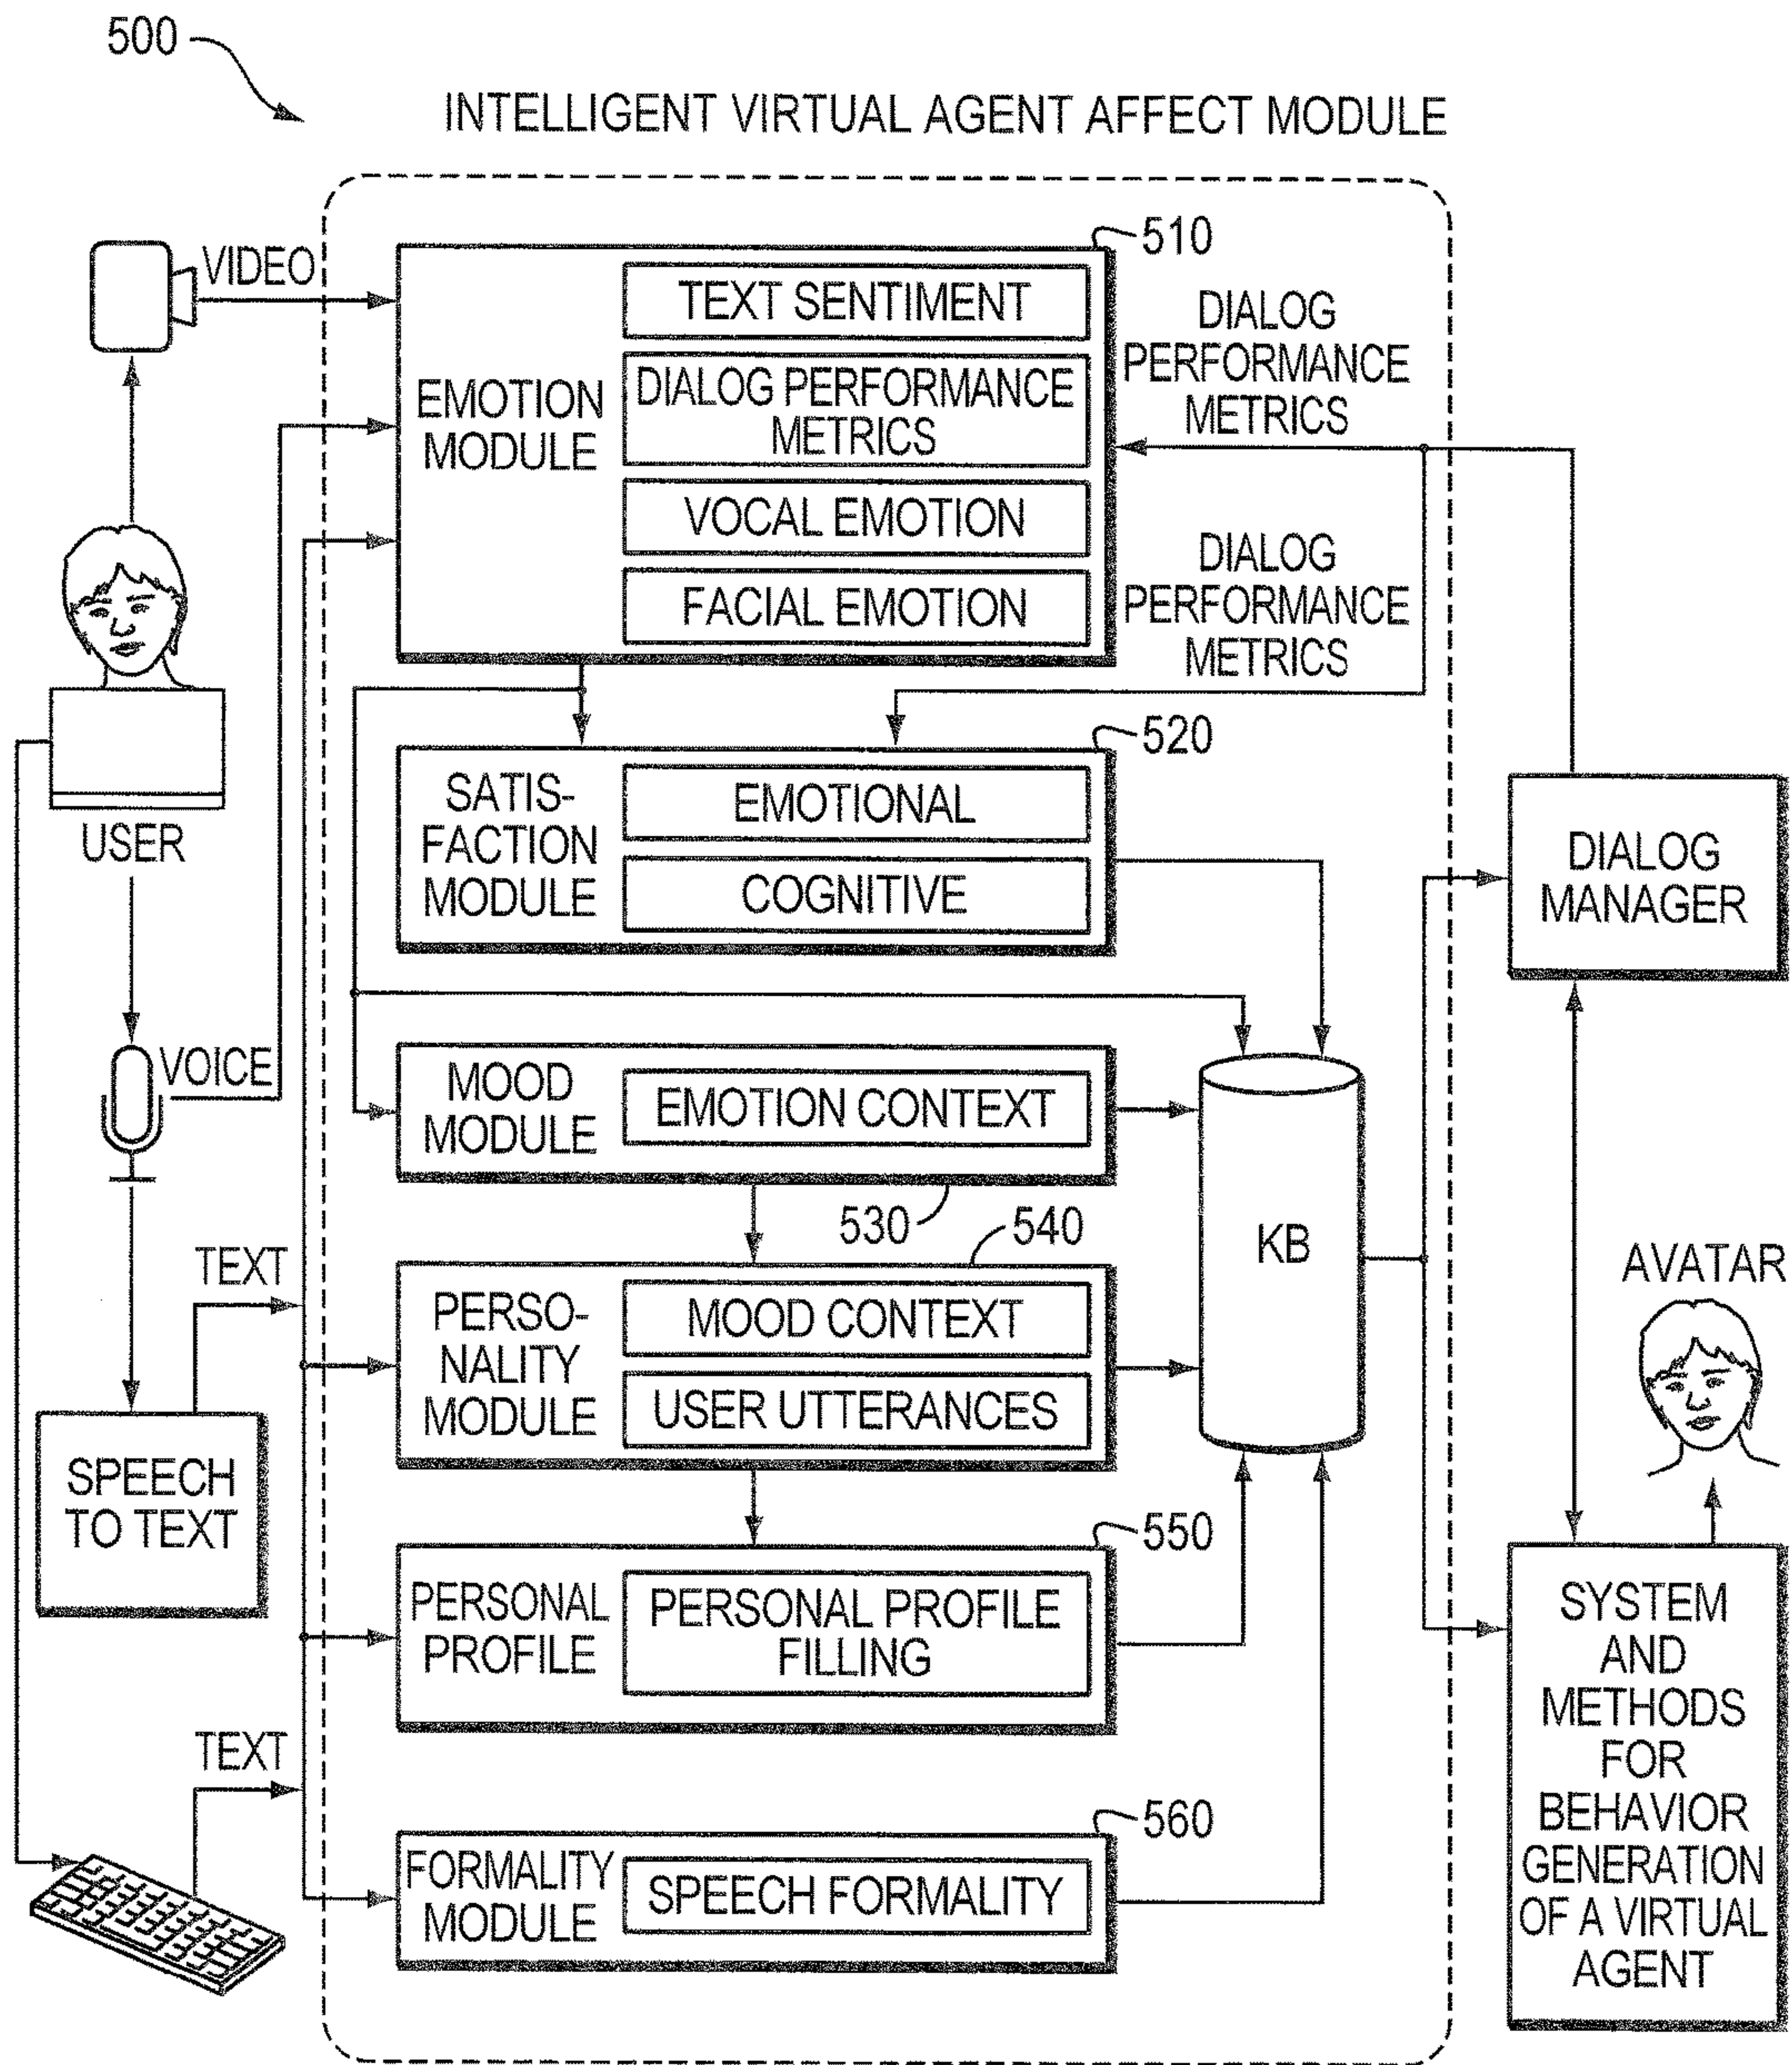 500
INTELLIGENT VIRTUAL AGENT AFFECT MODULE
VIDEO
510
EMOTION
MODULE
TEXT SENTIMENT
DIALOG PERFORMANCE
METRICS
VOCAL EMOTION
FACIAL EMOTION
DIALOG
PERFORMANCE
METRICS
DIALOG
PERFORMANCE
METRICS
USER
520
SATIS-
FACTION
MODULE
EMOTIONAL
COGNITIVE
DIALOG
MANAGER
VOICE
MOOD
MODULE
EMOTION CONTEXT
530
KB
TEXT
540
PERSO-
NALITY
MODULE
MOOD CONTEXT
USER UTTERANCES
AVATAR
SPEECH
TO TEXT
550
PERSONAL
PROFILE
PERSONAL PROFILE
FILLING
TEXT
560
FORMALITY
MODULE
SPEECH FORMALITY
SYSTEM
AND
METHODS
FOR
BEHAVIOR
GENERATION
OF A VIRTUAL
AGENT